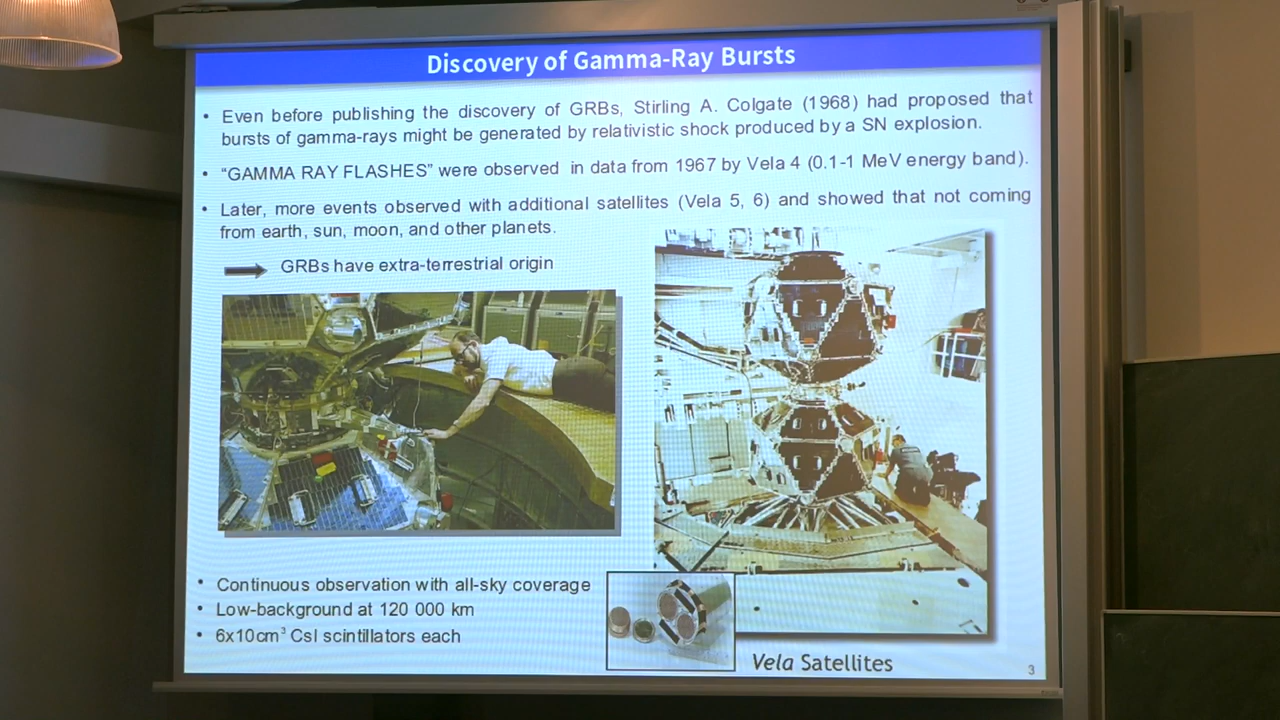 Discovery of Gamma-Ray Bursts
• Even before publishing the discovery of GRBs, Stirling A. Colgate (1968) had proposed that
bursts of gamma-rays might be generated by relativistic shock produced by a SN explosion.
• “GAMMA RAY FLASHES” were observed in data from 1967 by Vela 4 (0.1-1 MeV energy band).
• Later, more events observed with additional satellites (Vela 5, 6) and showed that not coming
from earth, sun, moon, and other planets.
GRBs have extra-terrestrial origin
• Continuous observation with all-sky coverage
• Low-background at 120 000 km
• 6x10cm³ CsI scintillators each
Vela Satellites
3